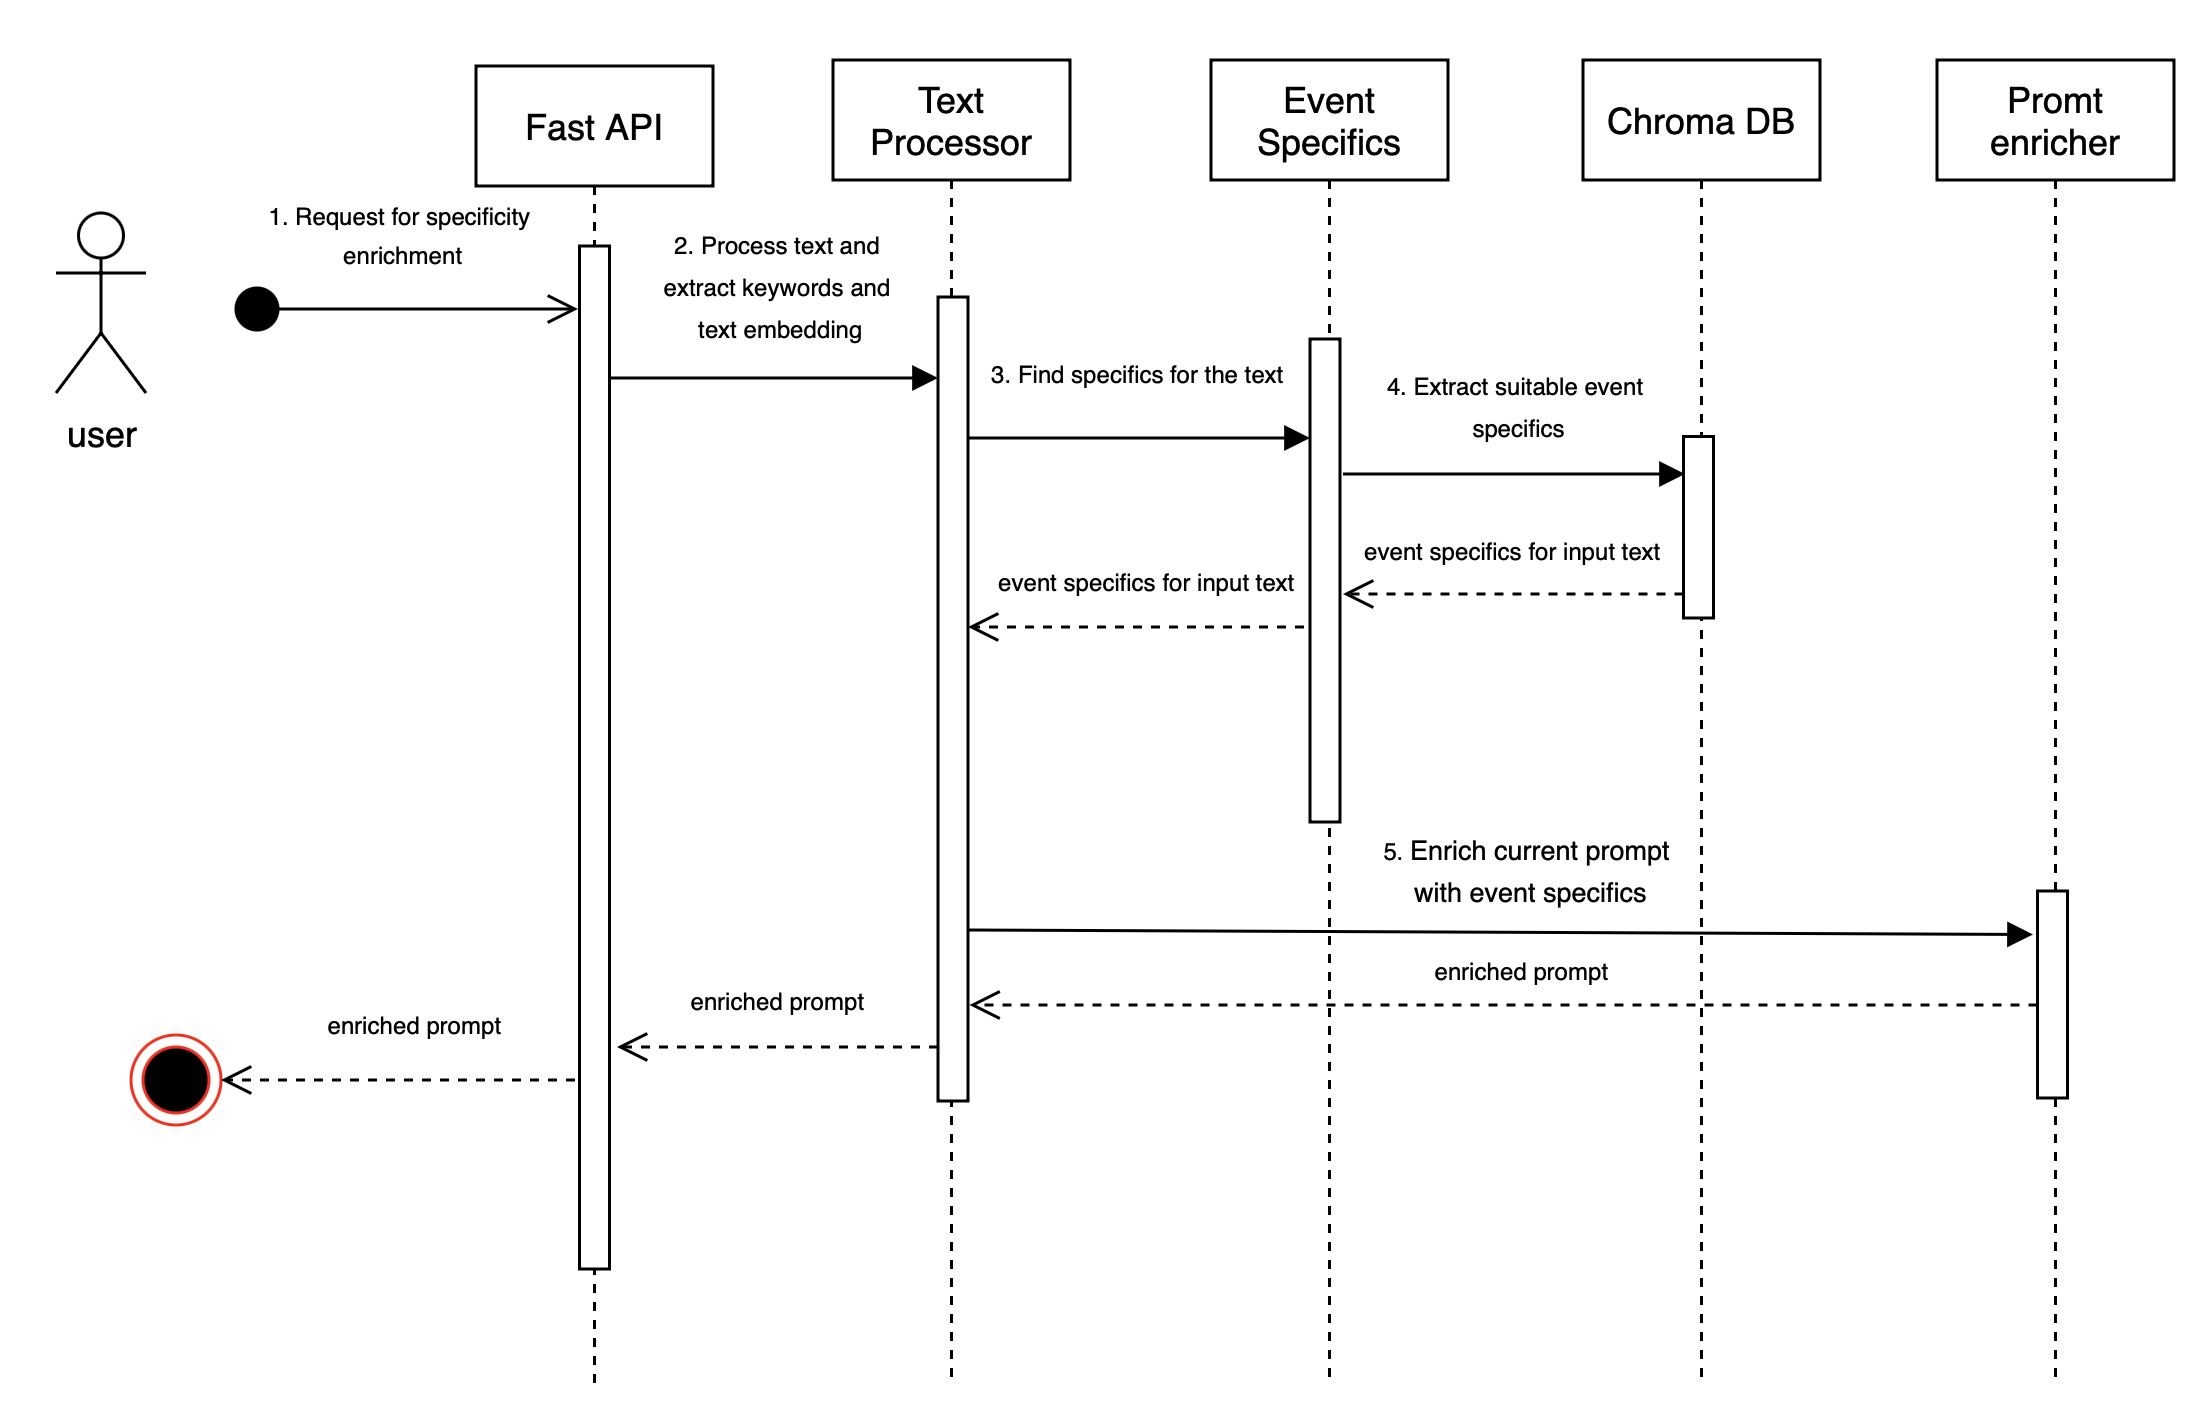 Fast API
Text
Processor
Event
Specifics
Chroma DB
Promt
enricher
user
1. Request for specificity
enrichment
2. Process text and
extract keywords and
text embedding
3. Find specifics for the text
4. Extract suitable event
specifics
event specifics for input text
event specifics for input text
5. Enrich current prompt
with event specifics
enriched prompt
enriched prompt
enriched prompt